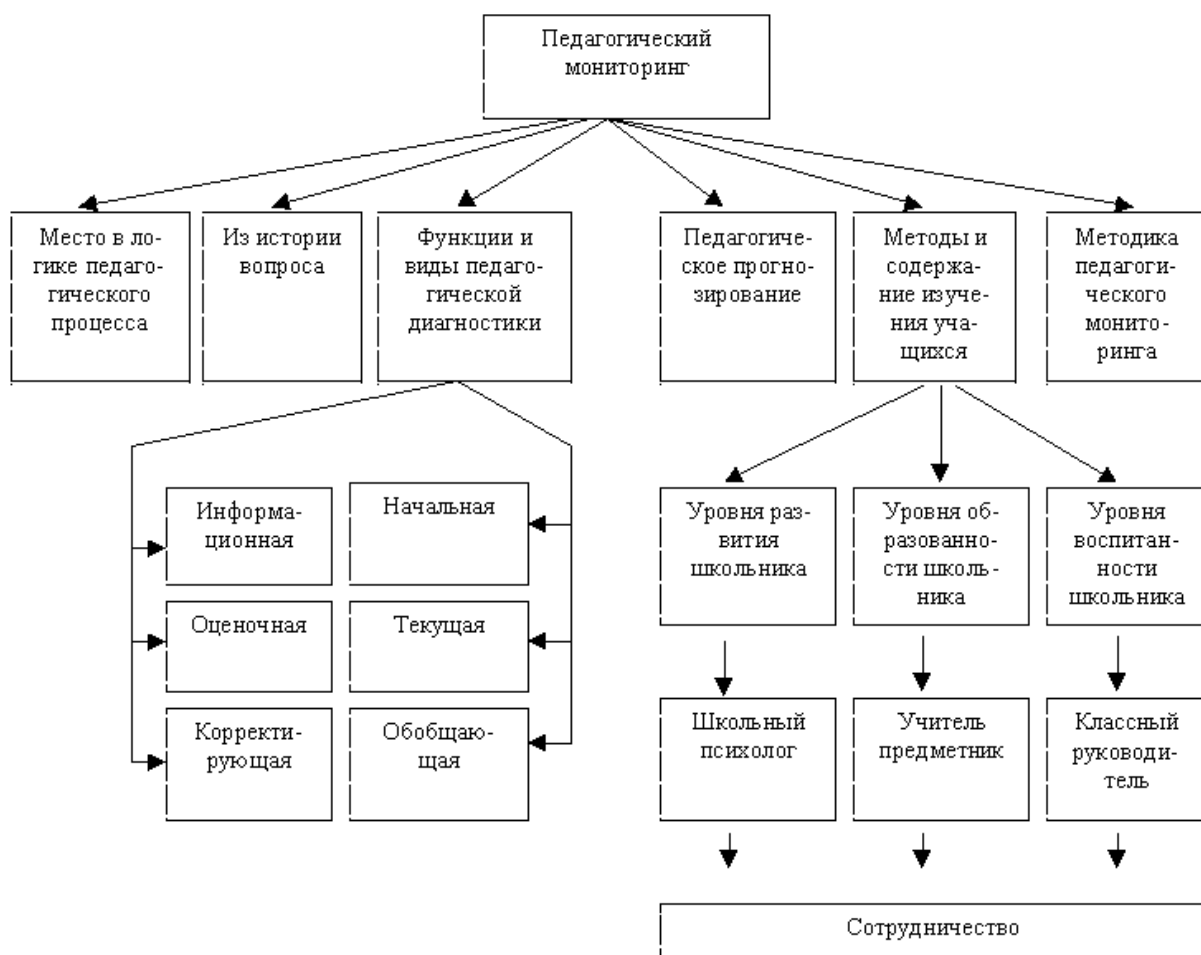 Педагогический
мониторинг
Место в ло-
гике педаго-
гического
процесса
Из истории
вопроса
Функции и
виды педаго-
гической
диагностики
Педагогиче-
ское прогно-
зирование
Методы и
содержа-
ние изуче-
ния уча-
щихся
Методика
педагоги-
ческого
монито-
ринга
Информа-
ционная
Начальная
Оценочная
Текущая
Корректи-
рующая
Обобщаю-
щая
Уровня раз-
вития
школьника
Уровня об-
разованно-
сти школь-
ника
Уровня
воспитан-
ности
школьника
Школьный
психолог
Учитель
предметник
Классный
руководи-
тель
Сотрудничество